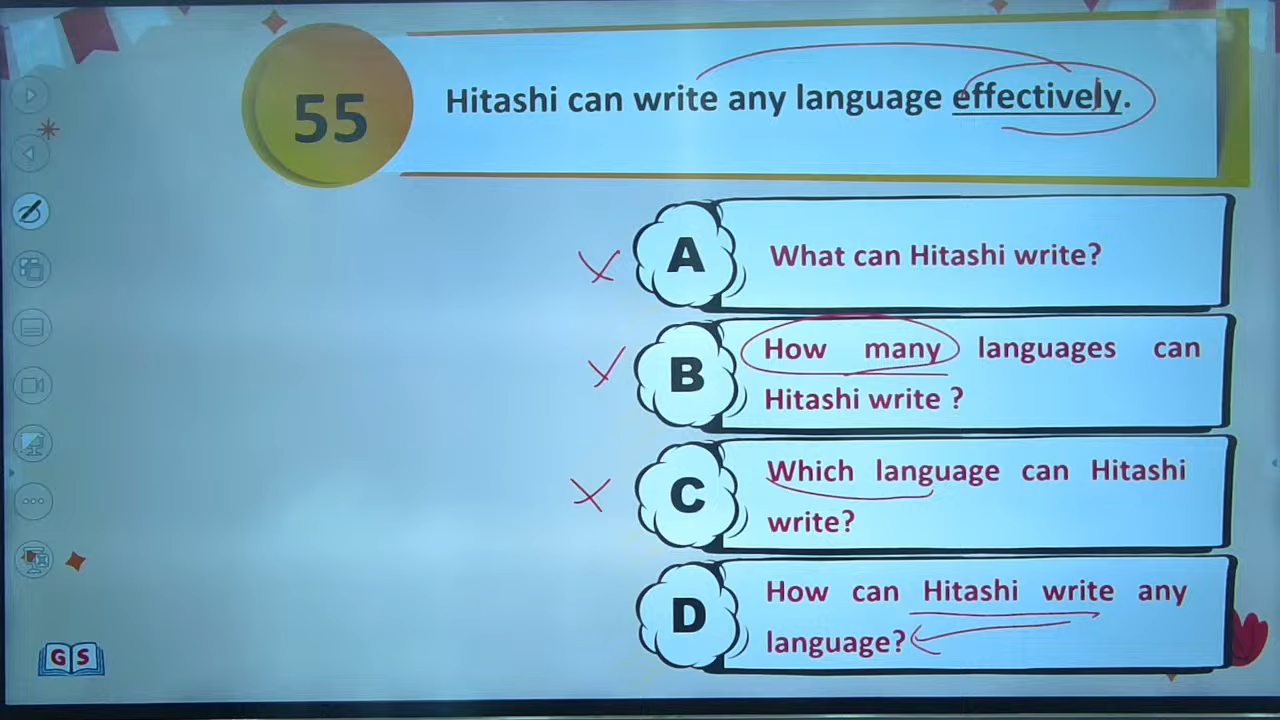 55
Hitashi can write any language effectively.
A
What can Hitashi write?
B
How many languages can
Hitashi write ?
C
Which language can Hitashi
write?
D
How can Hitashi write any
language?
G S